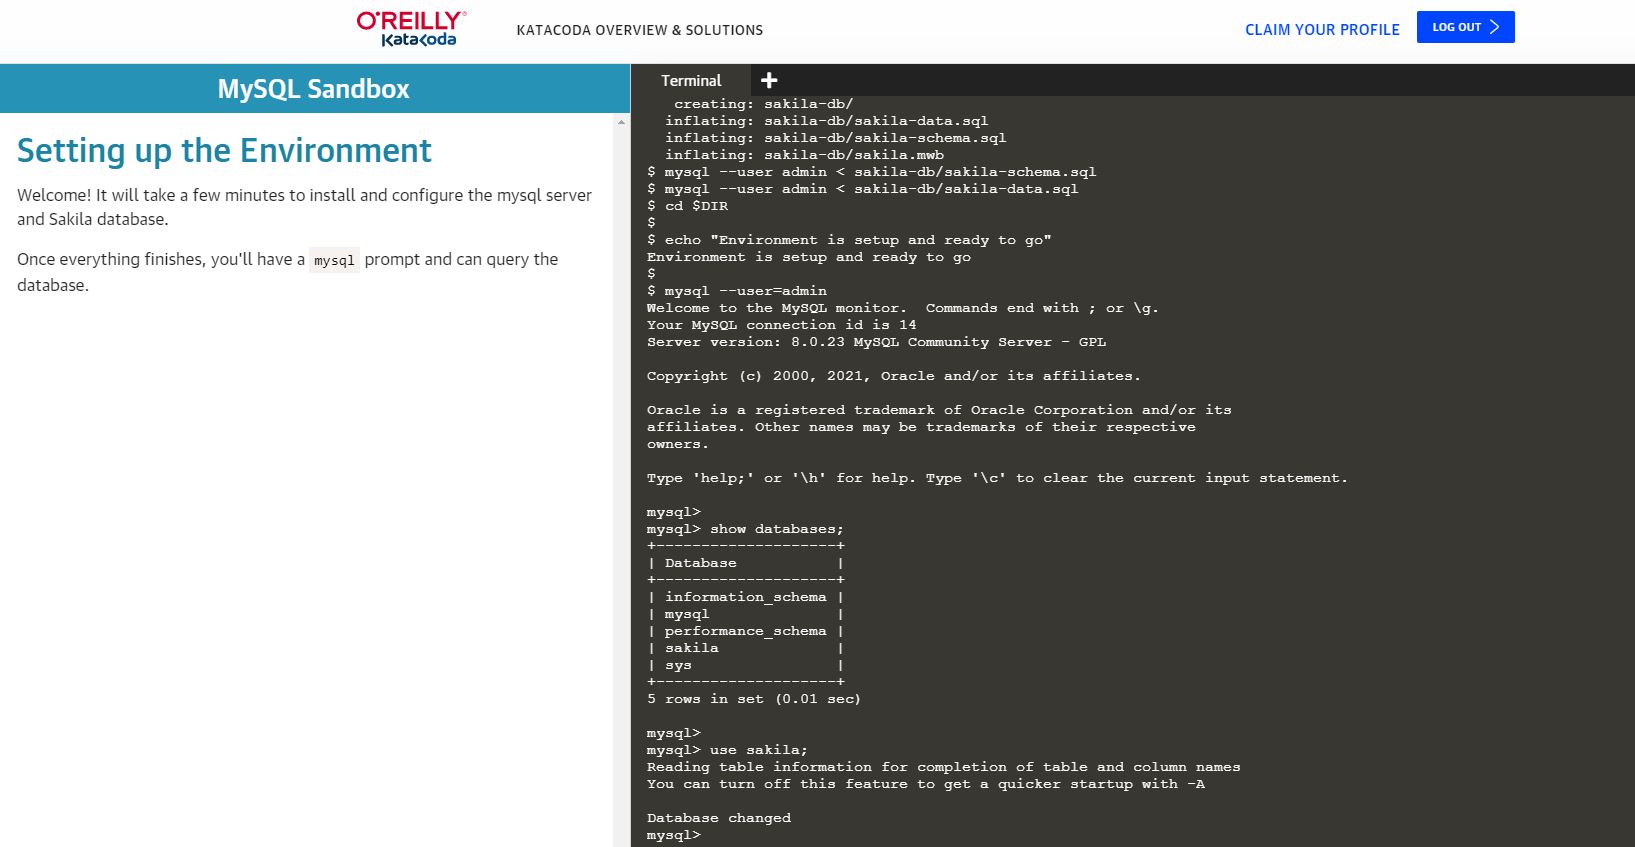 O'REILLY®
Katacoda
KATACODA OVERVIEW & SOLUTIONS
CLAIM YOUR PROFILE
LOG OUT
MySQL Sandbox
Setting up the Environment
Welcome! It will take a few minutes to install and configure the mysql server
and Sakila database.
Once everything finishes, you'll have a mysql prompt and can query the
database.
Terminal
creating: sakila-db/
inflating: sakila-db/sakila-data.sql
inflating: sakila-db/sakila-schema.sql
inflating: sakila-db/sakila.mwb
$ mysql --user admin < sakila-db/sakila-schema.sql
$ mysql --user admin < sakila-db/sakila-data.sql
$ cd $DIR
$
$ echo "Environment is setup and ready to go"
Environment is setup and ready to go
$
$ mysql --user=admin
Welcome to the MySQL monitor.  Commands end with ; or \g.
Your MySQL connection id is 14
Server version: 8.0.23 MySQL Community Server - GPL
Copyright (c) 2000, 2021, Oracle and/or its affiliates.
Oracle is a registered trademark of Oracle Corporation and/or its
affiliates. Other names may be trademarks of their respective
owners.
Type 'help;' or '\h' for help. Type '\c' to clear the current input statement.
mysql>
mysql> show databases;
+--------------------+
| Database           |
+--------------------+
| information_schema |
| mysql              |
| performance_schema |
| sakila             |
| sys                |
+--------------------+
5 rows in set (0.01 sec)
mysql>
mysql> use sakila;
Reading table information for completion of table and column names
You can turn off this feature to get a quicker startup with -A
Database changed
mysql>